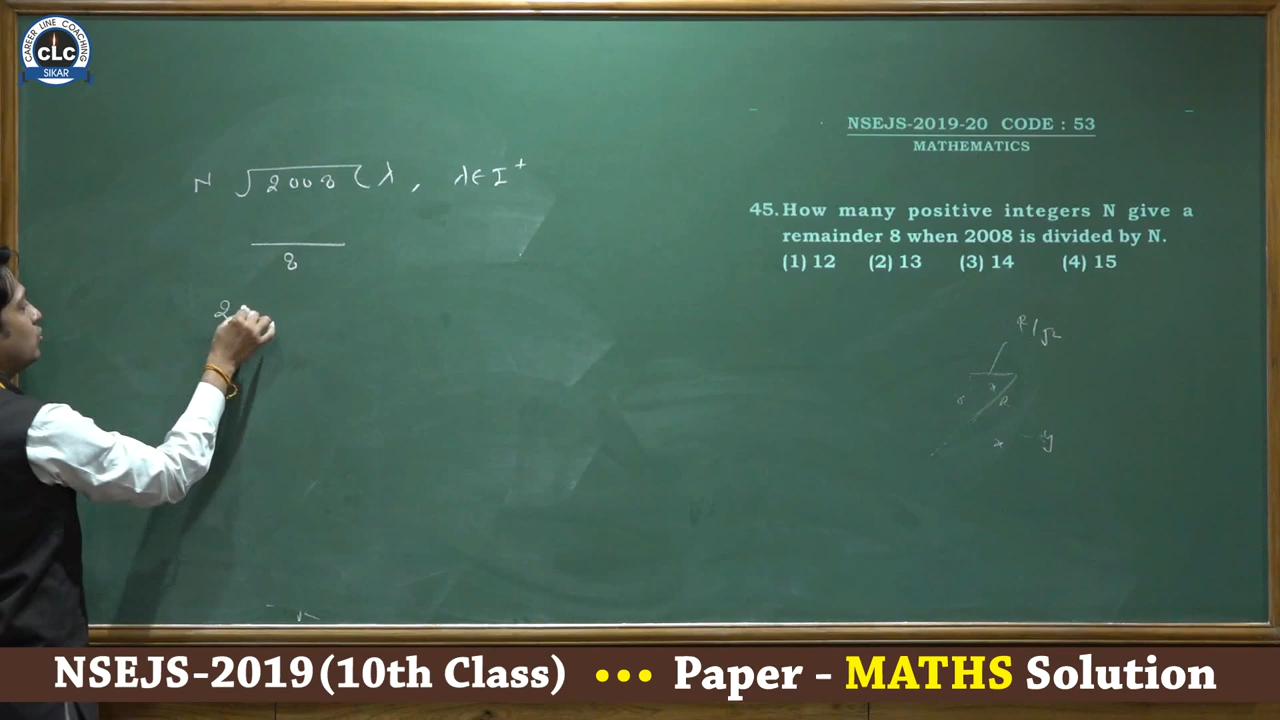 CAREER LINE COACHING
CLC
SIKAR
NSEJS-2019-20 CODE : 53
MATHEMATICS
N 2008 λ , λ∈I⁺
8
2
45. How many positive integers N give a
remainder 8 when 2008 is divided by N.
(1) 12 (2) 13 (3) 14 (4) 15
R/√2
x
R
x y
NSEJS-2019(10th Class) ••• Paper - MATHS Solution